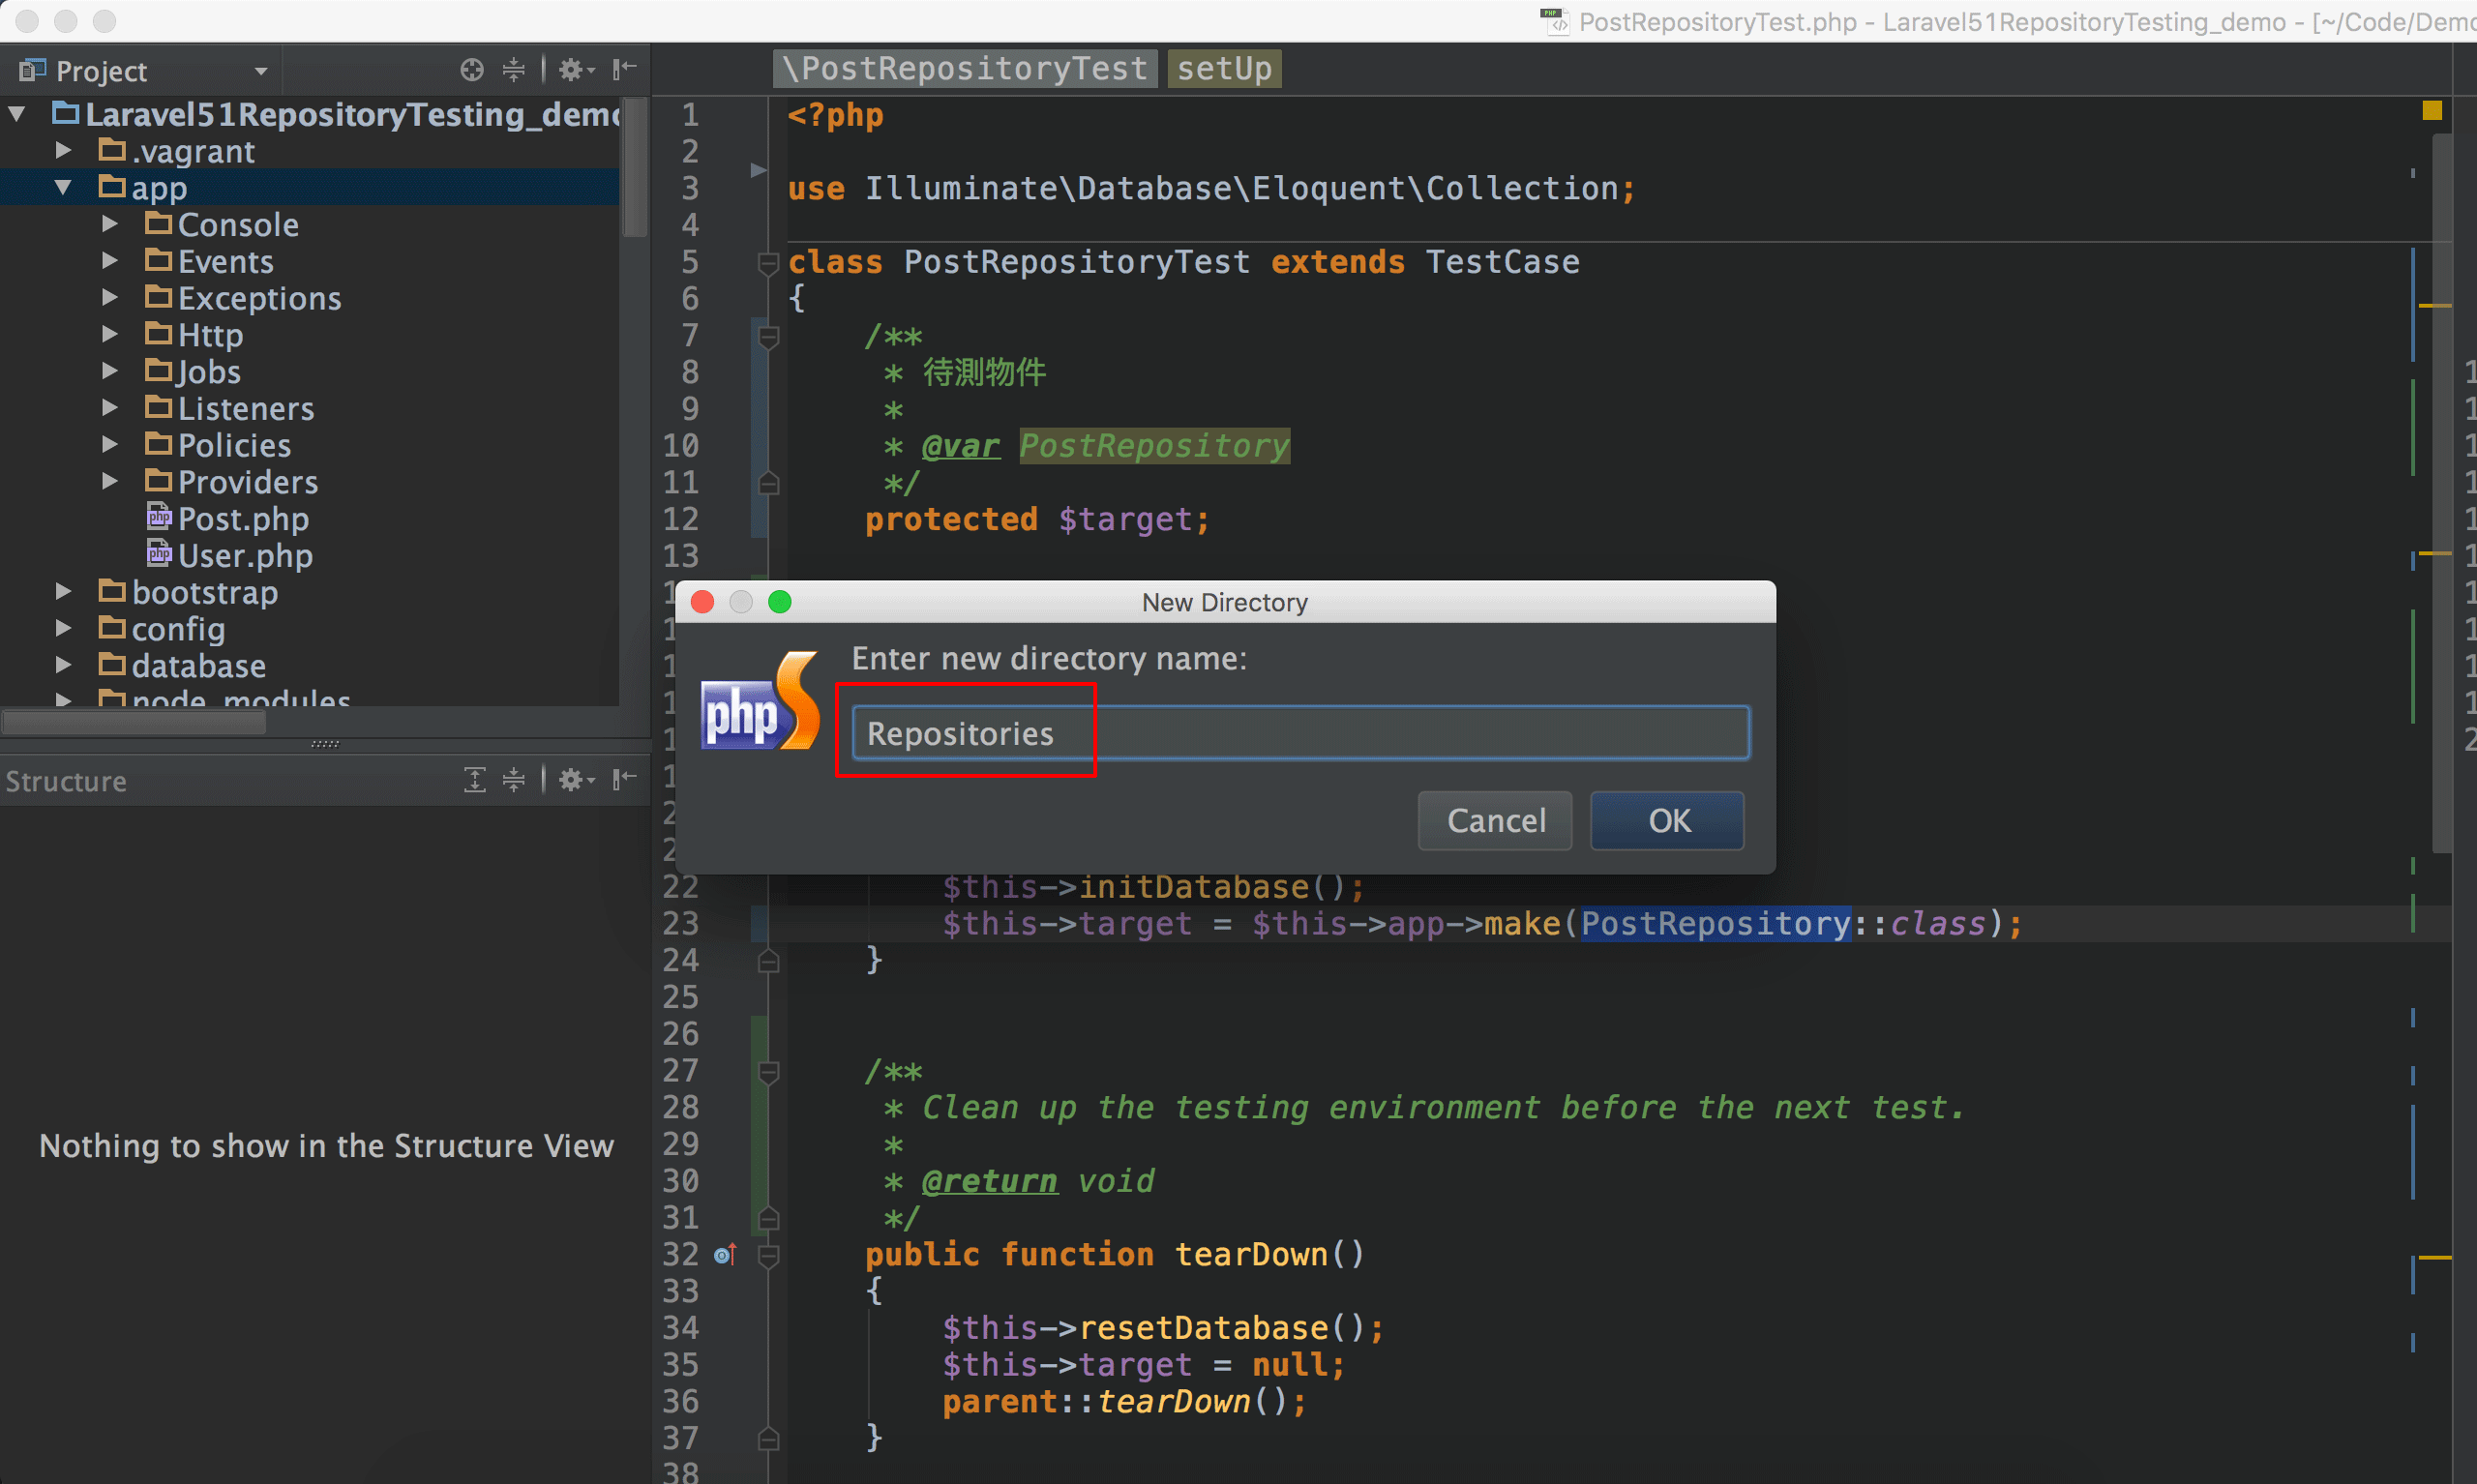 PostRepositoryTest.php - Laravel51RepositoryTesting_demo - [~/Code/Demo
Project
\PostRepositoryTest setUp
Laravel51RepositoryTesting_demo
.vagrant
app
Console
Events
Exceptions
Http
Jobs
Listeners
Policies
Providers
php Post.php
php User.php
bootstrap
config
database
node_modules
Structure
Nothing to show in the Structure View
1 <?php
2
3 use Illuminate\Database\Eloquent\Collection;
4
5 class PostRepositoryTest extends TestCase
6 {
7 /**
8 * 待測物件
9 *
10 * @var PostRepository
11 */
12 protected $target;
13
New Directory
Enter new directory name:
php S
Repositories
Cancel OK
22 $this->initDatabase();
23 $this->target = $this->app->make(PostRepository::class);
24 }
25
26
27 /**
28 * Clean up the testing environment before the next test.
29 *
30 * @return void
31 */
32 public function tearDown()
33 {
34 $this->resetDatabase();
35 $this->target = null;
36 parent::tearDown();
37 }
38